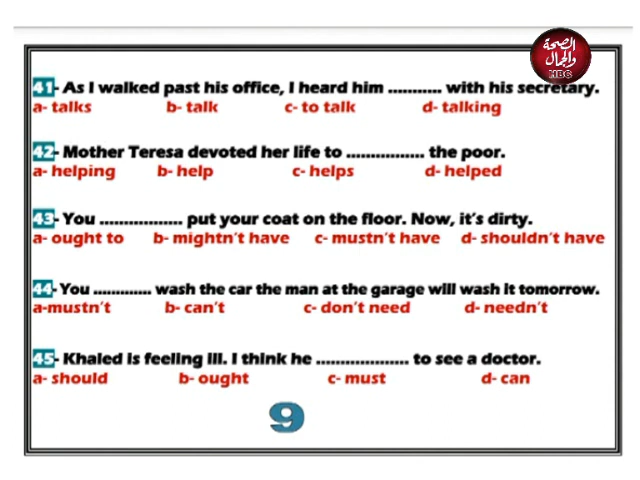 الصحة
والجمال
MBC
41- As I walked past his office, I heard him ........... with his secretary.
a- talks b- talk c- to talk d- talking
42- Mother Teresa devoted her life to ................ the poor.
a- helping b- help c- helps d- helped
43- You ................. put your coat on the floor. Now, it's dirty.
a- ought to b- mightn't have c- mustn't have d- shouldn't have
44- You ............. wash the car the man at the garage will wash it tomorrow.
a-mustn't b- can't c- don't need d- needn't
45- Khaled is feeling ill. I think he ................... to see a doctor.
a- should b- ought c- must d- can
9